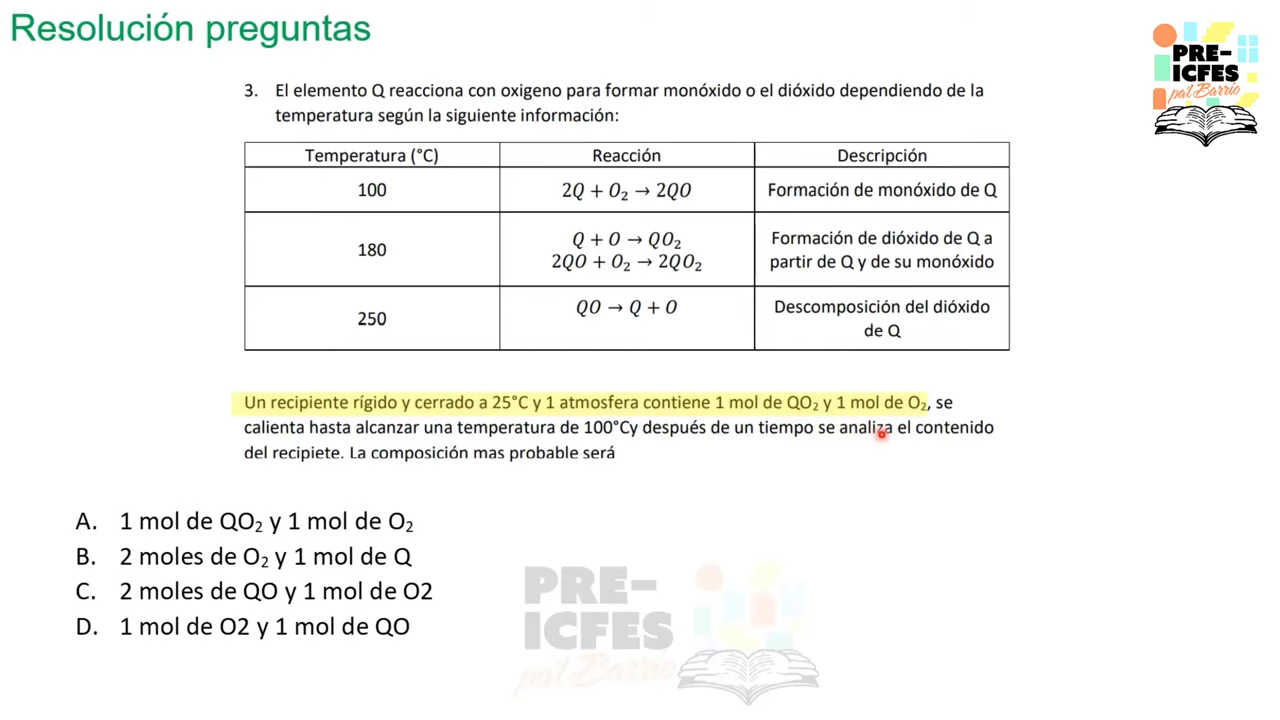 Resolución preguntas
PRE-
ICFES
pa'l Barrio
3. El elemento Q reacciona con oxigeno para formar monóxido o el dióxido dependiendo de la
temperatura según la siguiente información:
Temperatura (°C) Reacción Descripción
100 2Q + O₂ → 2QO Formación de monóxido de Q
180 Q + O → QO₂ Formación de dióxido de Q a
2QO + O₂ → 2QO₂ partir de Q y de su monóxido
250 QO → Q + O Descomposición del dióxido
de Q
Un recipiente rígido y cerrado a 25°C y 1 atmosfera contiene 1 mol de QO₂ y 1 mol de O₂, se
calienta hasta alcanzar una temperatura de 100°Cy después de un tiempo se analiza el contenido
del recipiete. La composición mas probable será
A. 1 mol de QO₂ y 1 mol de O₂
B. 2 moles de O₂ y 1 mol de Q
C. 2 moles de QO y 1 mol de O2
D. 1 mol de O2 y 1 mol de QO
PRE-
ICFES
pa'l Barrio